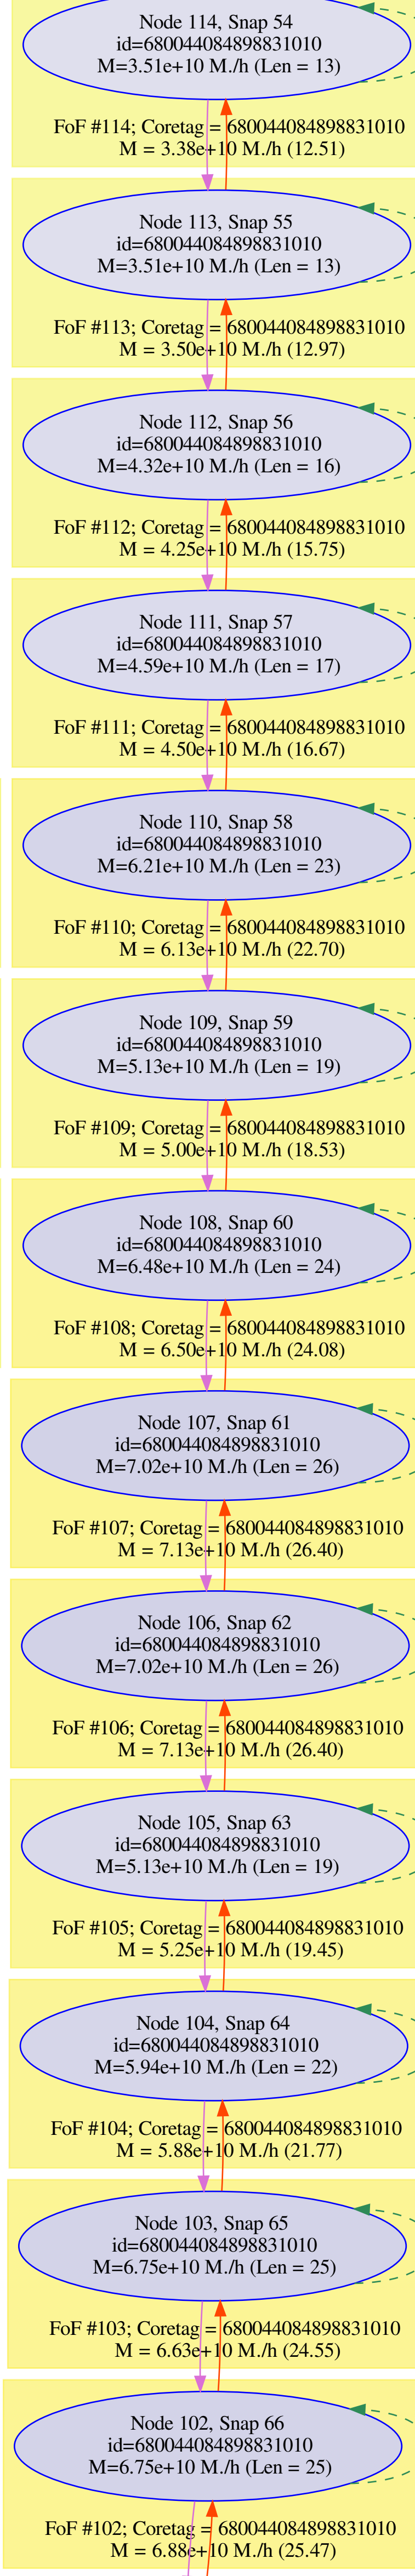 Node 114, Snap 54
id=680044084898831010
M=3.51e+10 M./h (Len = 13)
FoF #114; Coretag = 680044084898831010
M = 3.38e+10 M./h (12.51)
Node 113, Snap 55
id=680044084898831010
M=3.51e+10 M./h (Len = 13)
FoF #113; Coretag = 680044084898831010
M = 3.50e+10 M./h (12.97)
Node 112, Snap 56
id=680044084898831010
M=4.32e+10 M./h (Len = 16)
FoF #112; Coretag = 680044084898831010
M = 4.25e+10 M./h (15.75)
Node 111, Snap 57
id=680044084898831010
M=4.59e+10 M./h (Len = 17)
FoF #111; Coretag = 680044084898831010
M = 4.50e+10 M./h (16.67)
Node 110, Snap 58
id=680044084898831010
M=6.21e+10 M./h (Len = 23)
FoF #110; Coretag = 680044084898831010
M = 6.13e+10 M./h (22.70)
Node 109, Snap 59
id=680044084898831010
M=5.13e+10 M./h (Len = 19)
FoF #109; Coretag = 680044084898831010
M = 5.00e+10 M./h (18.53)
Node 108, Snap 60
id=680044084898831010
M=6.48e+10 M./h (Len = 24)
FoF #108; Coretag = 680044084898831010
M = 6.50e+10 M./h (24.08)
Node 107, Snap 61
id=680044084898831010
M=7.02e+10 M./h (Len = 26)
FoF #107; Coretag = 680044084898831010
M = 7.13e+10 M./h (26.40)
Node 106, Snap 62
id=680044084898831010
M=7.02e+10 M./h (Len = 26)
FoF #106; Coretag = 680044084898831010
M = 7.13e+10 M./h (26.40)
Node 105, Snap 63
id=680044084898831010
M=5.13e+10 M./h (Len = 19)
FoF #105; Coretag = 680044084898831010
M = 5.25e+10 M./h (19.45)
Node 104, Snap 64
id=680044084898831010
M=5.94e+10 M./h (Len = 22)
FoF #104; Coretag = 680044084898831010
M = 5.88e+10 M./h (21.77)
Node 103, Snap 65
id=680044084898831010
M=6.75e+10 M./h (Len = 25)
FoF #103; Coretag = 680044084898831010
M = 6.63e+10 M./h (24.55)
Node 102, Snap 66
id=680044084898831010
M=6.75e+10 M./h (Len = 25)
FoF #102; Coretag = 680044084898831010
M = 6.88e+10 M./h (25.47)